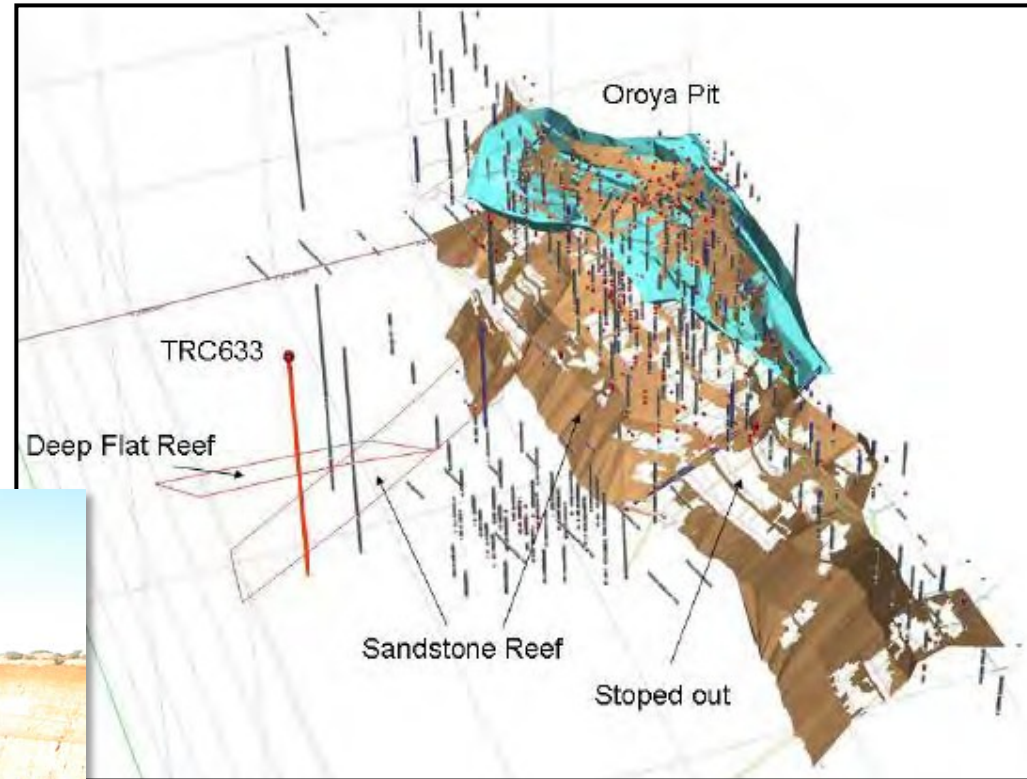 Oroya Pit
TRC633
Deep Flat Reef
Sandstone Reef
Stoped out